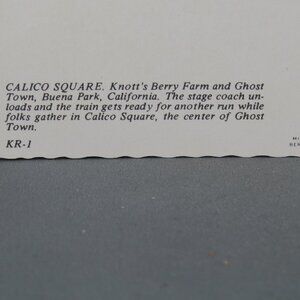 CALICO SQUARE. Knott's Berry Farm and Ghost
Town, Buena Park, California. The stage coach un-
loads and the train gets ready for another run while
folks gather in Calico Square, the center of Ghost
Town.
KR-1